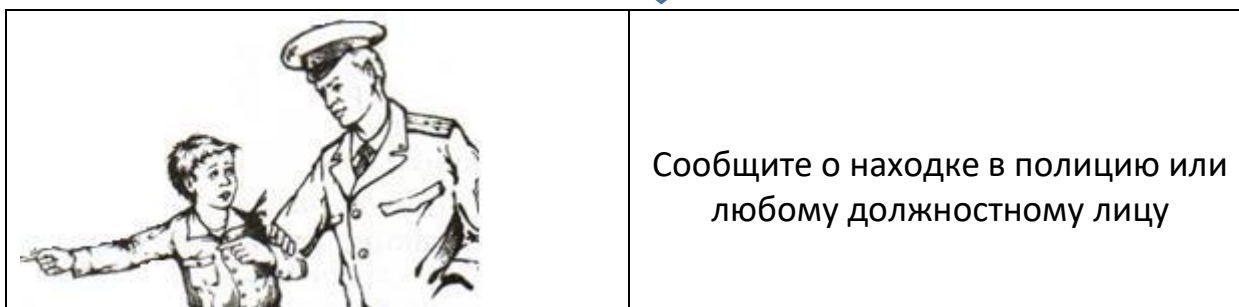 Сообщите о находке в полицию или
любому должностному лицу